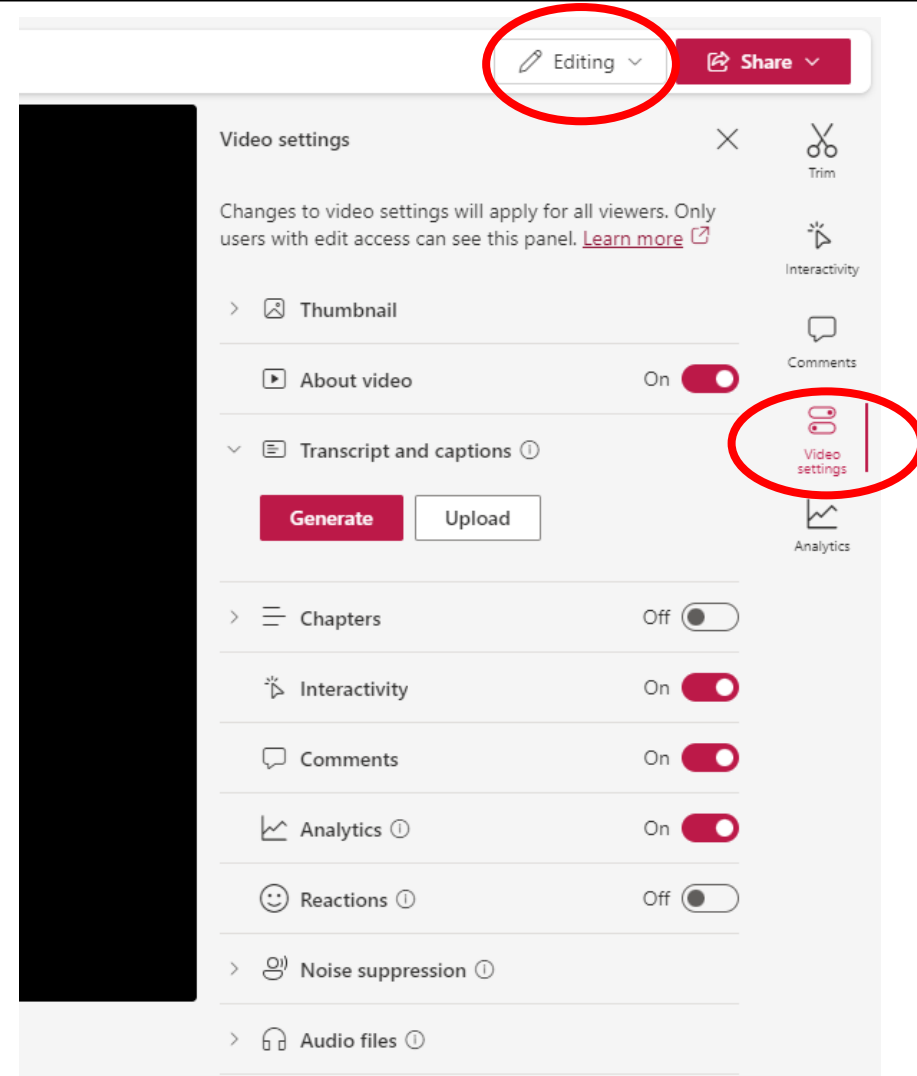 Editing
Share
Video settings
Trim
Changes to video settings will apply for all viewers. Only
users with edit access can see this panel. Learn more
Interactivity
Thumbnail
Comments
About video On
Transcript and captions
Video
settings
Generate Upload
Analytics
Chapters Off
Interactivity On
Comments On
Analytics On
Reactions Off
Noise suppression
Audio files